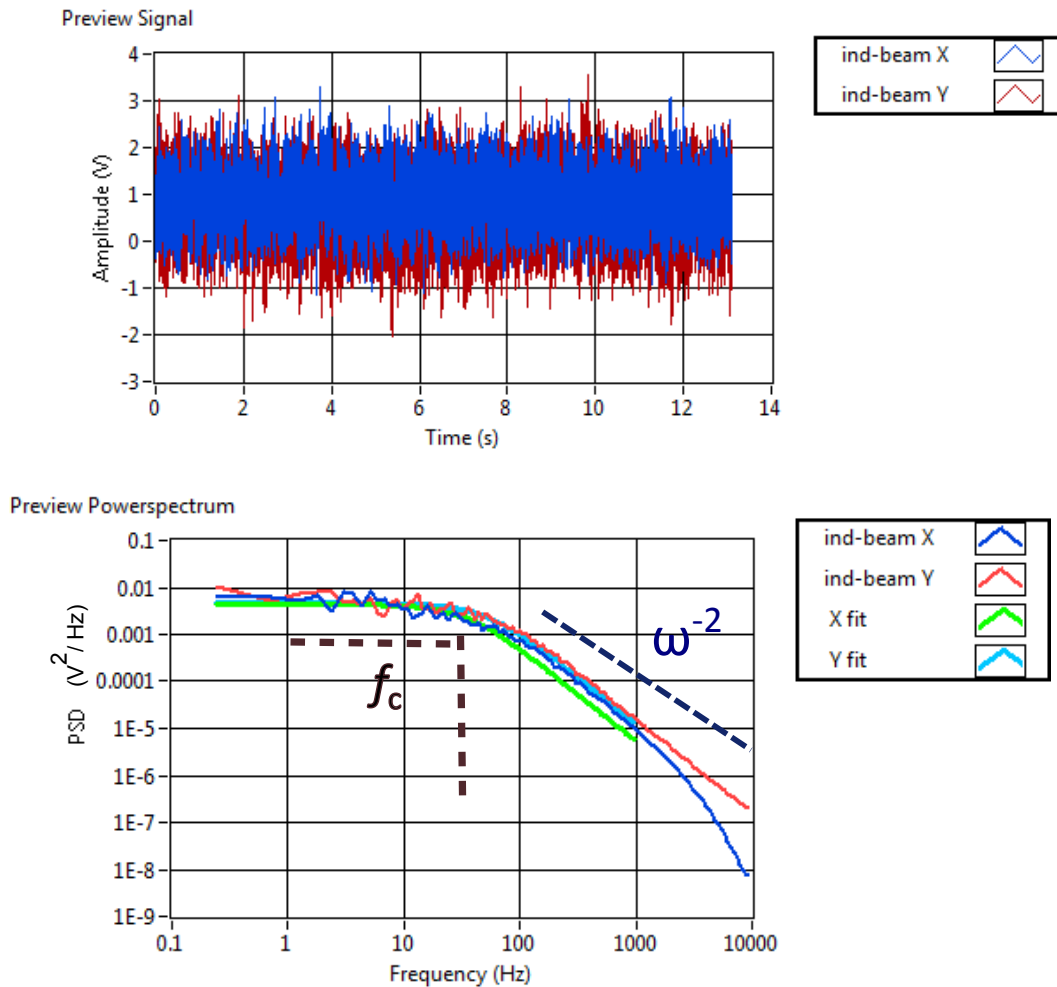 Preview Signal
4
3
2
1
0
-1
-2
-3
Amplitude (V)
0
2
4
6
8
10
12
14
Time (s)
ind-beam X
ind-beam Y
Preview Powerspectrum
0.1
0.01
0.001
0.0001
1E-5
1E-6
1E-7
1E-8
1E-9
PSD (V²/ Hz)
fc
ω⁻²
0.1
1
10
100
1000
10000
Frequency (Hz)
ind-beam X
ind-beam Y
X fit
Y fit